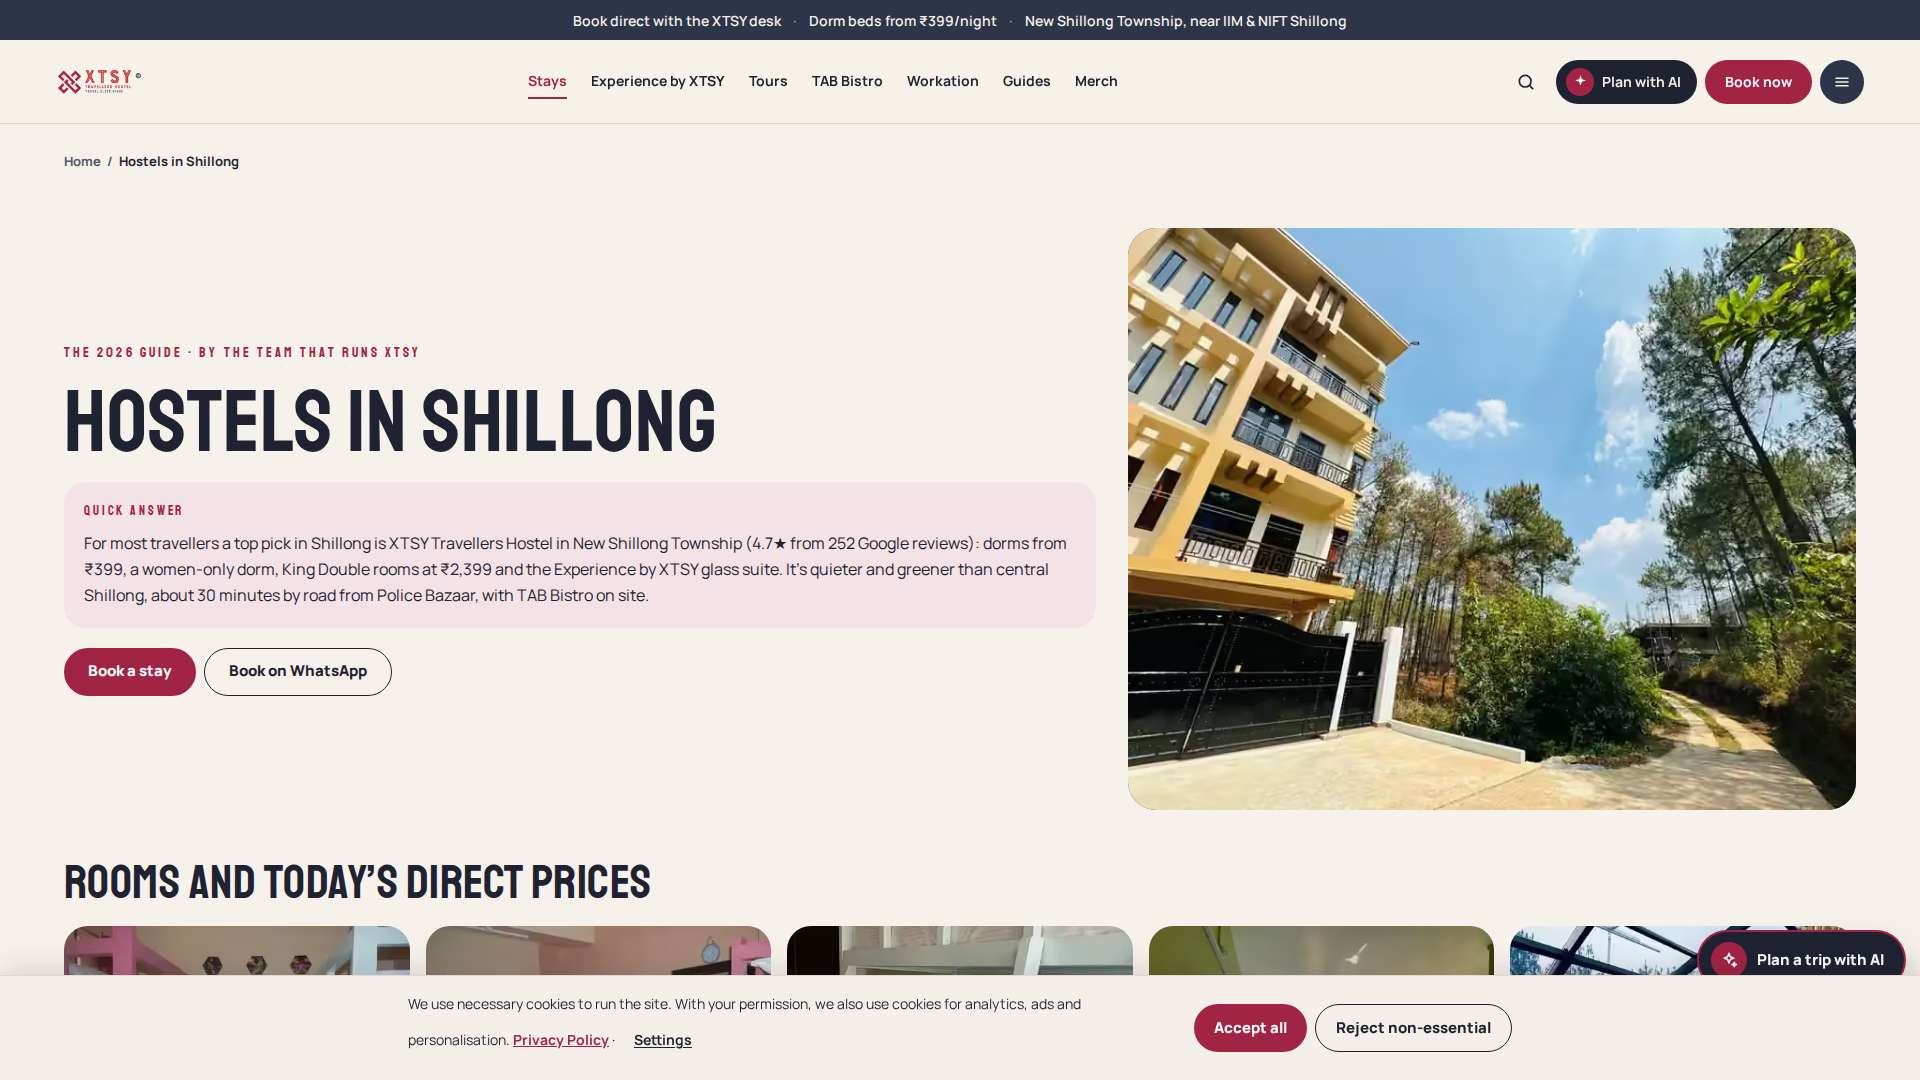 Book direct with the XTSY desk · Dorm beds from ₹399/night · New Shillong Township, near IIM & NIFT Shillong
XTSY
Stays Experience by XTSY Tours TAB Bistro Workation Guides Merch
Plan with AI
Book now
Home / Hostels in Shillong
THE 2026 GUIDE · BY THE TEAM THAT RUNS XTSY
HOSTELS IN SHILLONG
QUICK ANSWER
For most travellers a top pick in Shillong is XTSY Travellers Hostel in New Shillong Township (4.7★ from 252 Google reviews): dorms from
₹399, a women-only dorm, King Double rooms at ₹2,399 and the Experience by XTSY glass suite. It's quieter and greener than central
Shillong, about 30 minutes by road from Police Bazaar, with TAB Bistro on site.
Book a stay
Book on WhatsApp
ROOMS AND TODAY'S DIRECT PRICES
Plan a trip with AI
We use necessary cookies to run the site. With your permission, we also use cookies for analytics, ads and
personalisation. Privacy Policy · Settings
Accept all
Reject non-essential